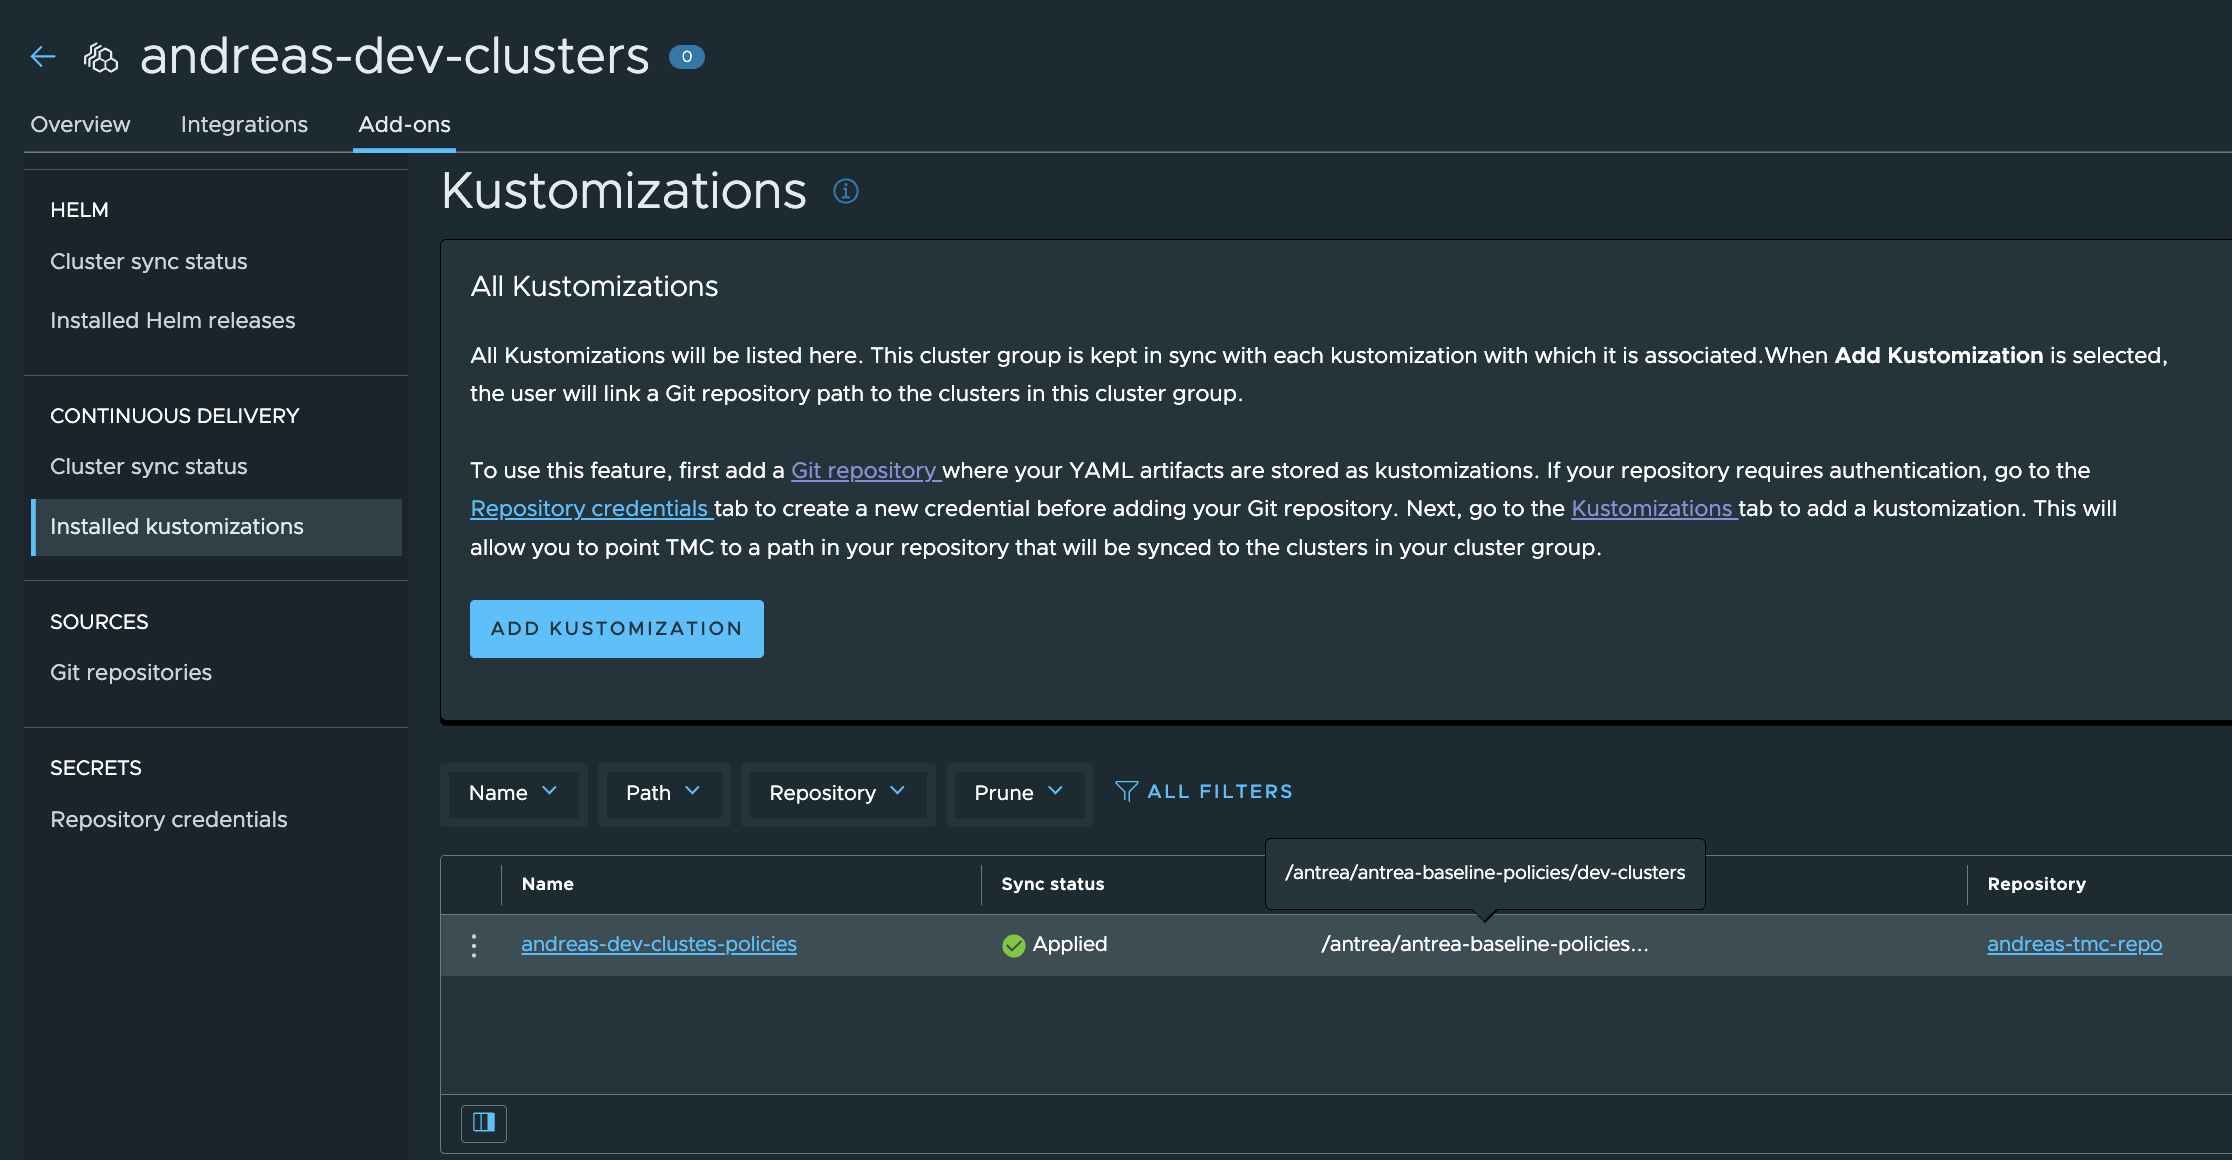 andreas-dev-clusters 0
Overview Integrations Add-ons
HELM
Cluster sync status
Installed Helm releases
CONTINUOUS DELIVERY
Cluster sync status
Installed kustomizations
SOURCES
Git repositories
SECRETS
Repository credentials
Kustomizations
All Kustomizations
All Kustomizations will be listed here. This cluster group is kept in sync with each kustomization with which it is associated.When Add Kustomization is selected,
the user will link a Git repository path to the clusters in this cluster group.
To use this feature, first add a Git repository where your YAML artifacts are stored as kustomizations. If your repository requires authentication, go to the
Repository credentials tab to create a new credential before adding your Git repository. Next, go to the Kustomizations tab to add a kustomization. This will
allow you to point TMC to a path in your repository that will be synced to the clusters in your cluster group.
ADD KUSTOMIZATION
Name Path Repository Prune ALL FILTERS
/antrea/antrea-baseline-policies/dev-clusters
Name Sync status Repository
andreas-dev-clustes-policies Applied /antrea/antrea-baseline-policies... andreas-tmc-repo